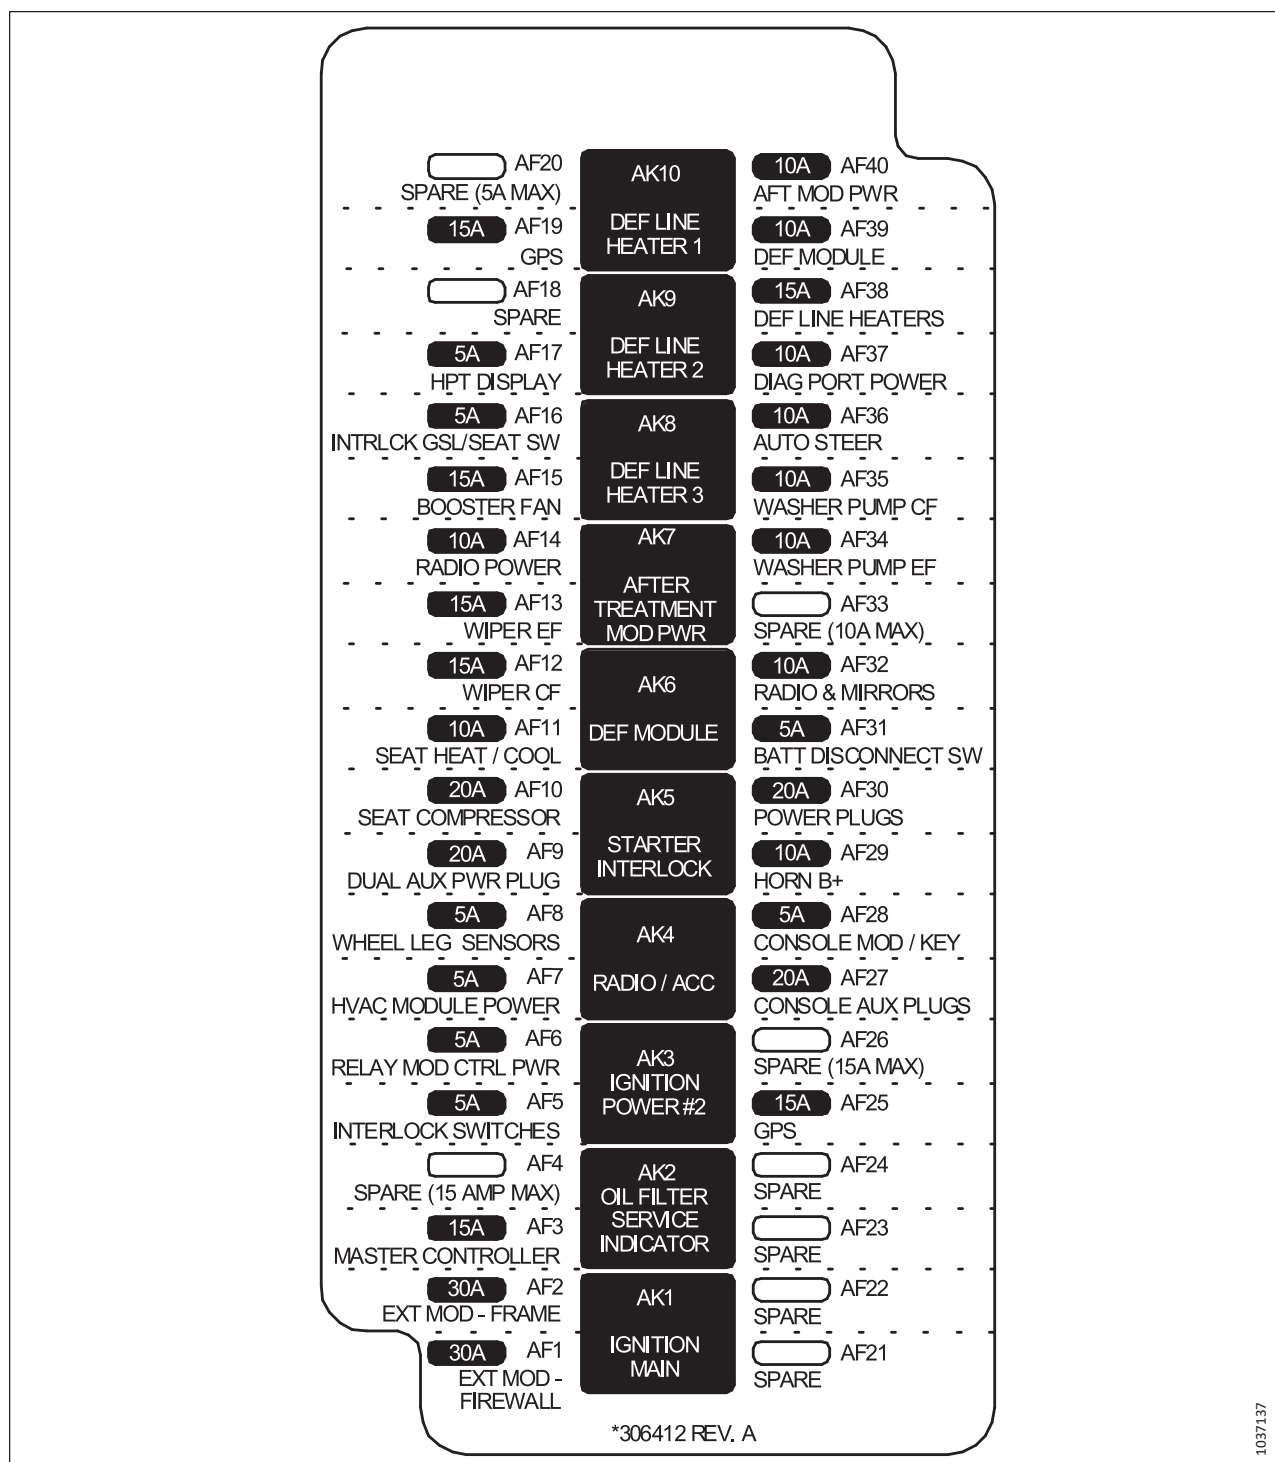 AF20
SPARE (5A MAX)
15A AF19
GPS
AF18
SPARE
5A AF17
HPT DISPLAY
5A AF16
INTRLCK GSL/SEAT SW
15A AF15
BOOSTER FAN
10A AF14
RADIO POWER
15A AF13
WIPER EF
15A AF12
WIPER CF
10A AF11
SEAT HEAT / COOL
20A AF10
SEAT COMPRESSOR
20A AF9
DUAL AUX PWR PLUG
5A AF8
WHEEL LEG SENSORS
5A AF7
HVAC MODULE POWER
5A AF6
RELAY MOD CTRL PWR
5A AF5
INTERLOCK SWITCHES
AF4
SPARE (15 AMP MAX)
15A AF3
MASTER CONTROLLER
30A AF2
EXT MOD - FRAME
30A AF1
EXT MOD -
FIREWALL
AK10
DEF LINE
HEATER 1
AK9
DEF LINE
HEATER 2
AK8
DEF LINE
HEATER 3
AK7
AFTER
TREATMENT
MOD PWR
AK6
DEF MODULE
AK5
STARTER
INTERLOCK
AK4
RADIO / ACC
AK3
IGNITION
POWER #2
AK2
OIL FILTER
SERVICE
INDICATOR
AK1
IGNITION
MAIN
10A AF40
AFT MOD PWR
10A AF39
DEF MODULE
15A AF38
DEF LINE HEATERS
10A AF37
DIAG PORT POWER
10A AF36
AUTO STEER
10A AF35
WASHER PUMP CF
10A AF34
WASHER PUMP EF
AF33
SPARE (10A MAX)
10A AF32
RADIO & MIRRORS
5A AF31
BATT DISCONNECT SW
20A AF30
POWER PLUGS
10A AF29
HORN B+
5A AF28
CONSOLE MOD / KEY
20A AF27
CONSOLE AUX PLUGS
AF26
SPARE (15A MAX)
15A AF25
GPS
AF24
SPARE
AF23
SPARE
AF22
SPARE
AF21
SPARE
*306412 REV. A
1037137